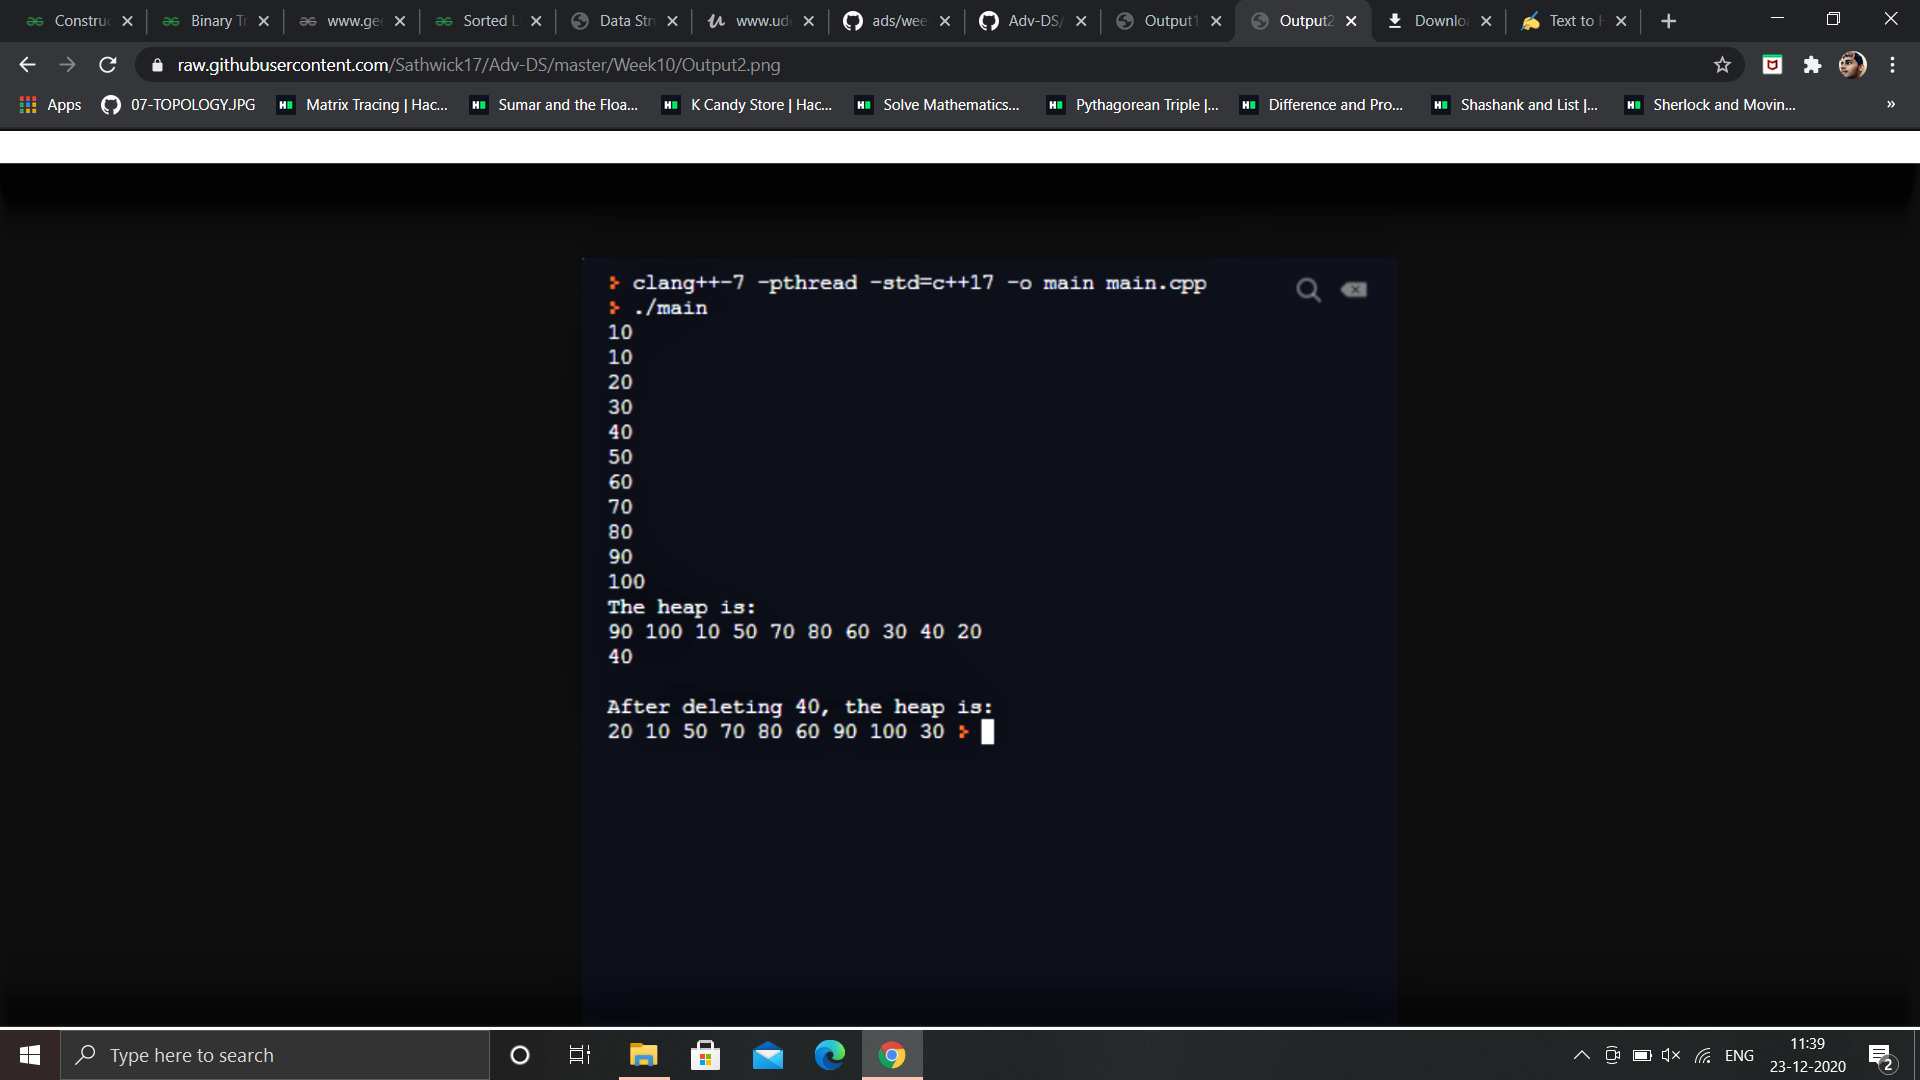 Construc
Binary Tr
www.gee
Sorted L
Data Stru
www.ude
ads/wee
Adv-DS/
Output1
Output2
Downlo
Text to H
raw.githubusercontent.com/Sathwick17/Adv-DS/master/Week10/Output2.png
Apps
07-TOPOLOGY.JPG
Matrix Tracing | Hac...
Sumar and the Floa...
K Candy Store | Hac...
Solve Mathematics...
Pythagorean Triple |...
Difference and Pro...
Shashank and List |...
Sherlock and Movin...
»
clang++-7 -pthread -std=c++17 -o main main.cpp
./main
10
10
20
30
40
50
60
70
80
90
100
The heap is:
90 100 10 50 70 80 60 30 40 20
40
After deleting 40, the heap is:
20 10 50 70 80 60 90 100 30
Type here to search
ENG
11:39
23-12-2020
2